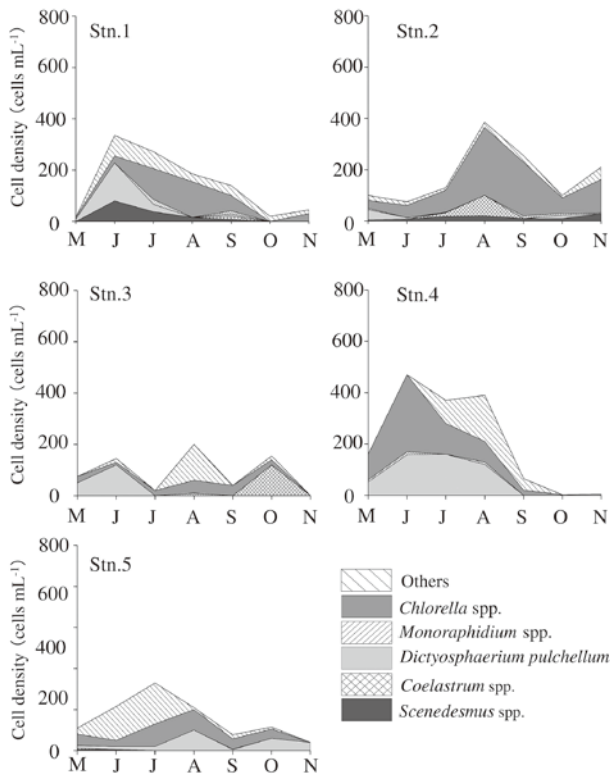 Cell density (cells mL-1)
800
600
400
200
0
Stn.1
M J J A S O N
800
600
400
200
0
Stn.2
M J J A S O N
Cell density (cells mL-1)
800
600
400
200
0
Stn.3
M J J A S O N
800
600
400
200
0
Stn.4
M J J A S O N
Cell density (cells mL-1)
800
600
400
200
0
Stn.5
M J J A S O N
Others
Chlorella spp.
Monoraphidium spp.
Dictyosphaerium pulchellum
Coelastrum spp.
Scenedesmus spp.